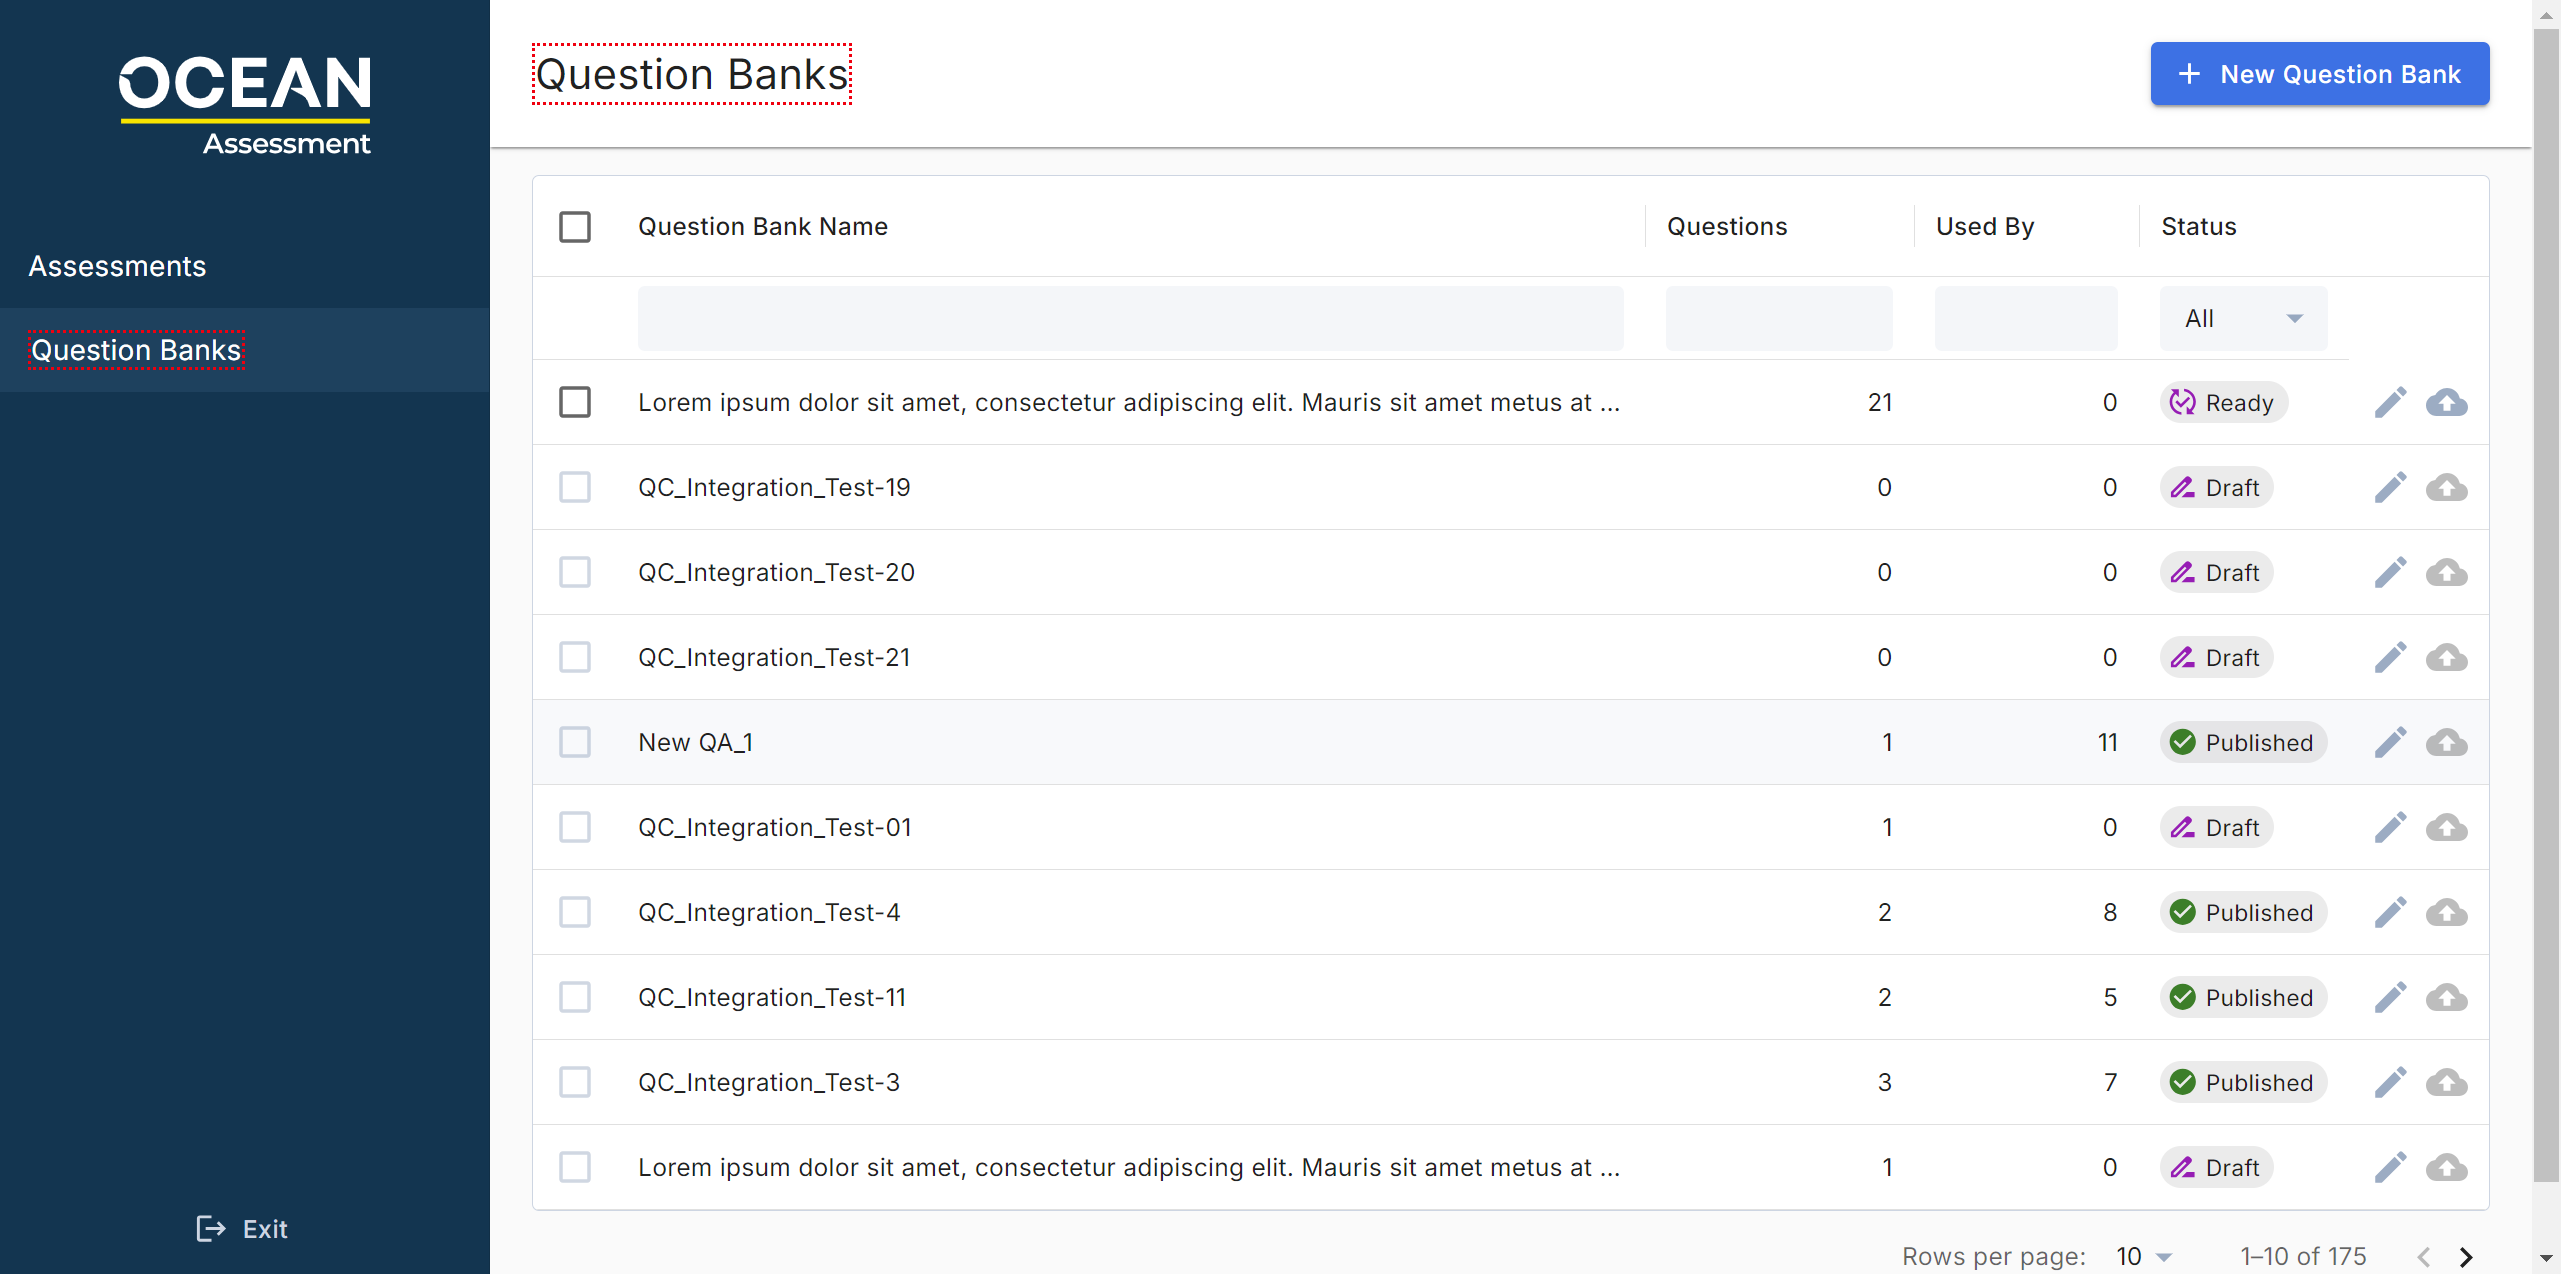 OCEAN
Assessment
Assessments
Question Banks
Exit
Question Banks
New Question Bank
Question Bank Name Questions Used By Status
All
Lorem ipsum dolor sit amet, consectetur adipiscing elit. Mauris sit amet metus at ... 21 0 Ready
QC_Integration_Test-19 0 0 Draft
QC_Integration_Test-20 0 0 Draft
QC_Integration_Test-21 0 0 Draft
New QA_1 1 11 Published
QC_Integration_Test-01 1 0 Draft
QC_Integration_Test-4 2 8 Published
QC_Integration_Test-11 2 5 Published
QC_Integration_Test-3 3 7 Published
Lorem ipsum dolor sit amet, consectetur adipiscing elit. Mauris sit amet metus at ... 1 0 Draft
Rows per page: 10 1–10 of 175